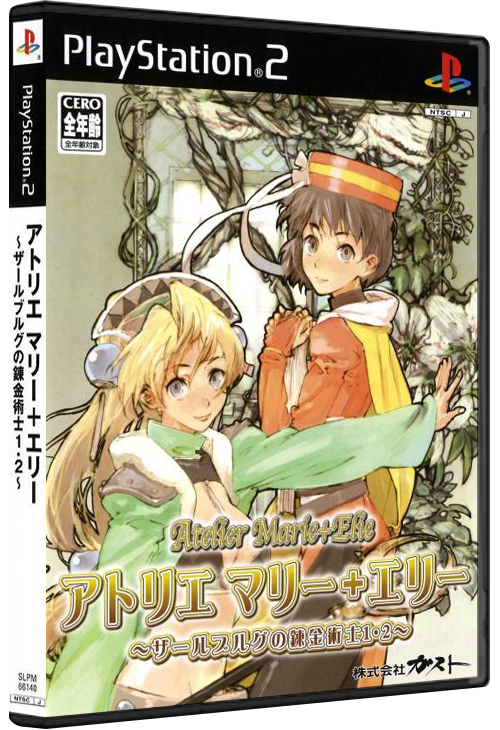 PlayStation®2
アトリエ マリー+エリー
~ザールブルグの錬金術士1・2~
SLPM
66140
NTSC J
PlayStation®2
NTSC J
CERO
全年齢
全年齢対象
Atelier Marie+Elie
アトリエ マリー+エリー
~ザールブルグの錬金術士1・2~
株式会社ガスト